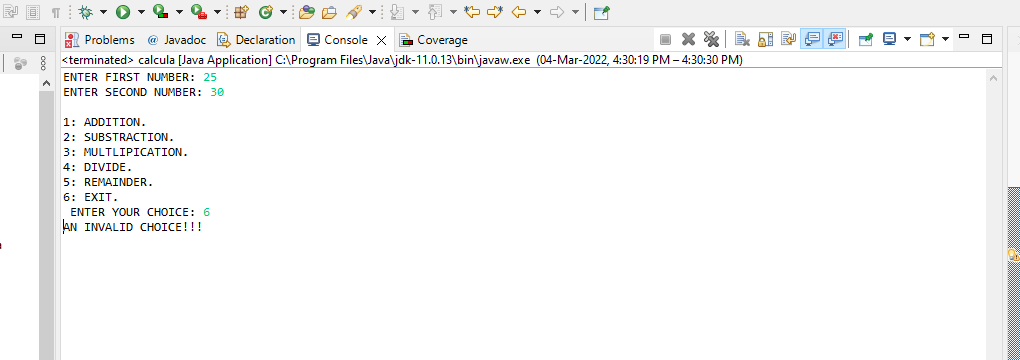 Problems @ Javadoc Declaration Console Coverage
<terminated> calcula [Java Application] C:\Program Files\Java\jdk-11.0.13\bin\javaw.exe (04-Mar-2022, 4:30:19 PM – 4:30:30 PM)
ENTER FIRST NUMBER: 25
ENTER SECOND NUMBER: 30
1: ADDITION.
2: SUBSTRACTION.
3: MULTLIPICATION.
4: DIVIDE.
5: REMAINDER.
6: EXIT.
ENTER YOUR CHOICE: 6
AN INVALID CHOICE!!!